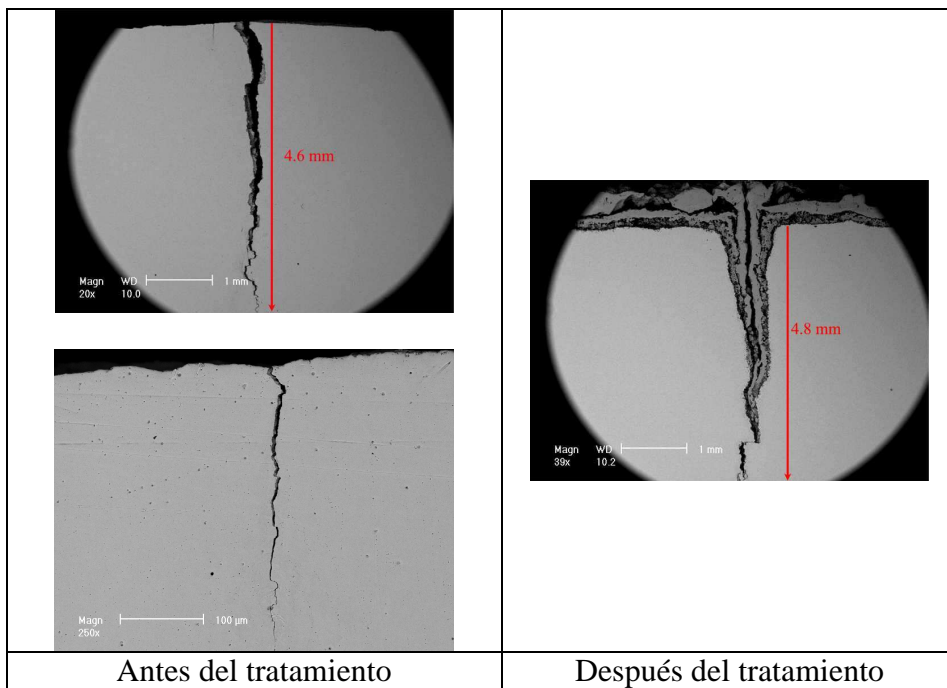 4.6 mm
Magn WD 1 mm
20x 10.0
Magn 100 μm
250x
4.8 mm
Magn WD 1 mm
39x 10.2
Antes del tratamiento
Después del tratamiento